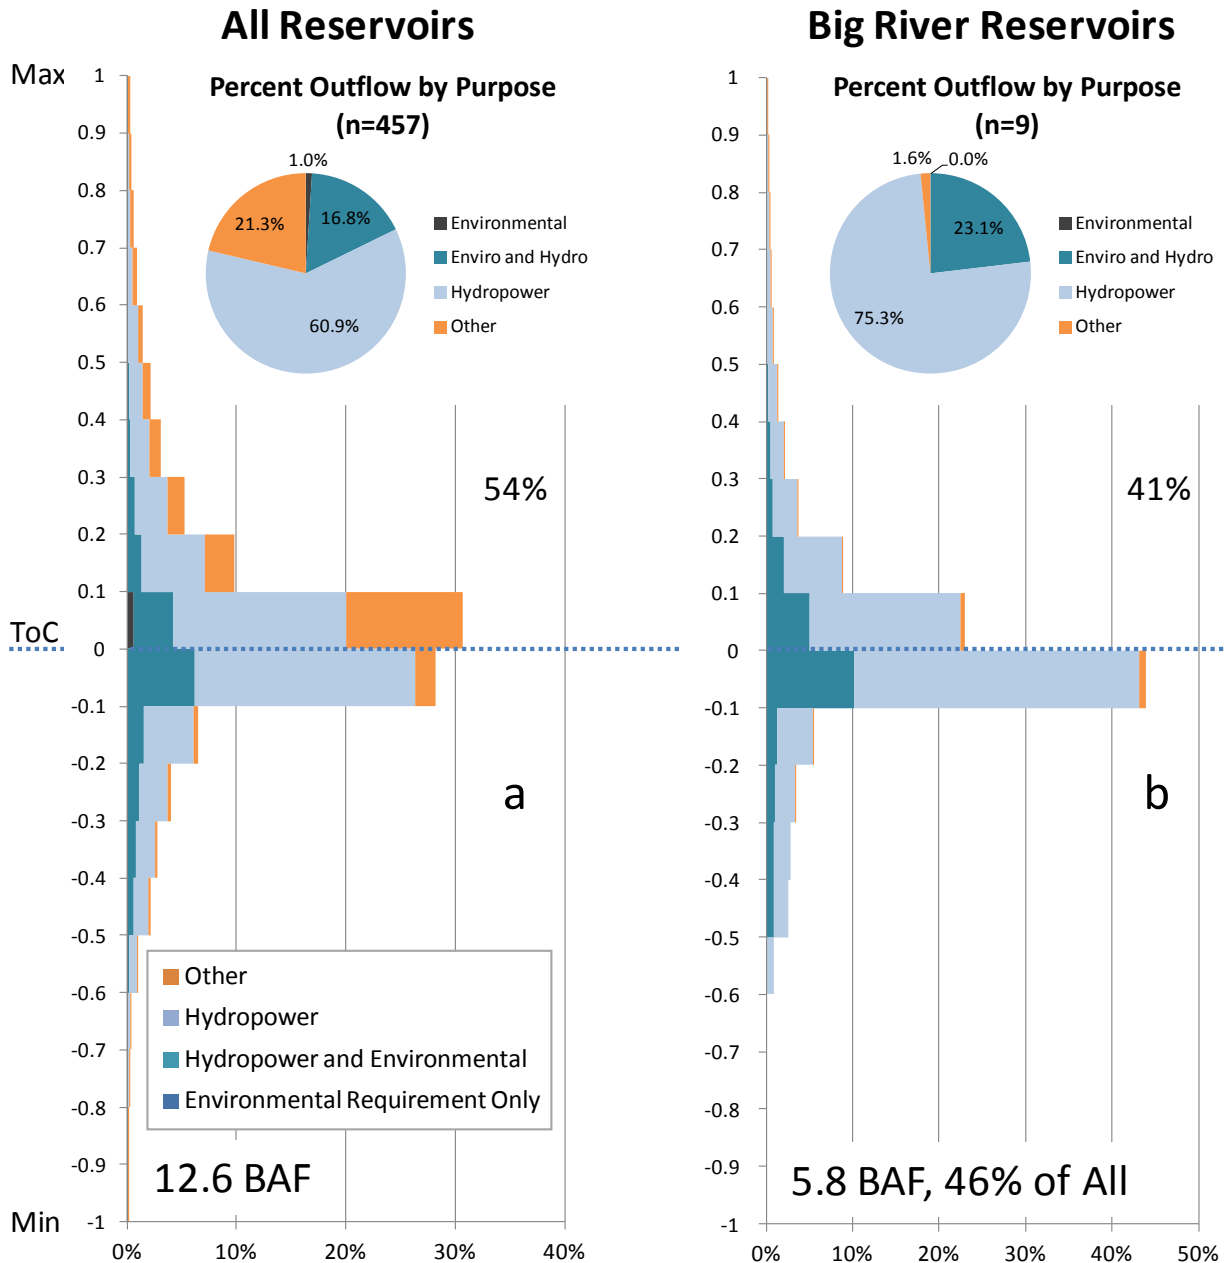 All Reservoirs
Max
1
0.9
0.8
0.7
0.6
0.5
0.4
0.3
0.2
0.1
ToC
0
-0.1
-0.2
-0.3
-0.4
-0.5
-0.6
-0.7
-0.8
-0.9
Min
-1
0%
10%
20%
30%
40%
Percent Outflow by Purpose
(n=457)
1.0%
16.8%
60.9%
21.3%
Environmental
Enviro and Hydro
Hydropower
Other
54%
a
Other
Hydropower
Hydropower and Environmental
Environmental Requirement Only
12.6 BAF
Big River Reservoirs
1
0.9
0.8
0.7
0.6
0.5
0.4
0.3
0.2
0.1
0
-0.1
-0.2
-0.3
-0.4
-0.5
-0.6
-0.7
-0.8
-0.9
-1
0%
10%
20%
30%
40%
50%
Percent Outflow by Purpose
(n=9)
1.6%
0.0%
23.1%
75.3%
Environmental
Enviro and Hydro
Hydropower
Other
41%
b
5.8 BAF, 46% of All